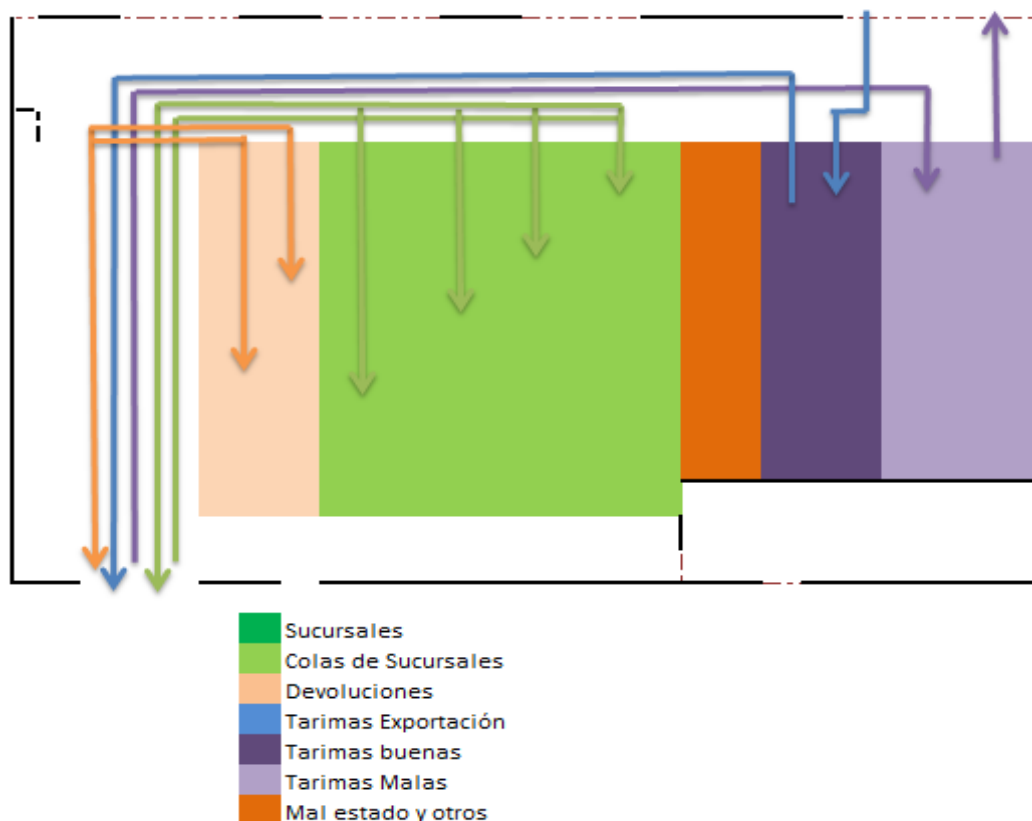 Sucursales
Colas de Sucursales
Devoluciones
Tarimas Exportación
Tarimas buenas
Tarimas Malas
Mal estado y otros